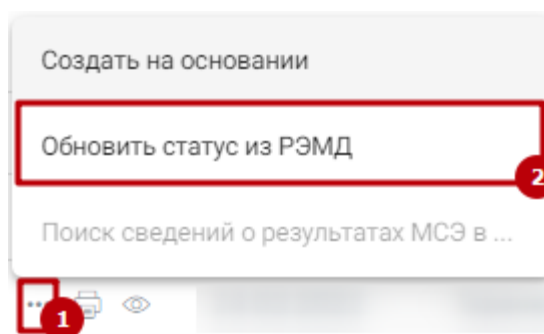 Создать на основании
Обновить статус из РЭМД
2
Поиск сведений о результатах МСЭ в ...
...
1